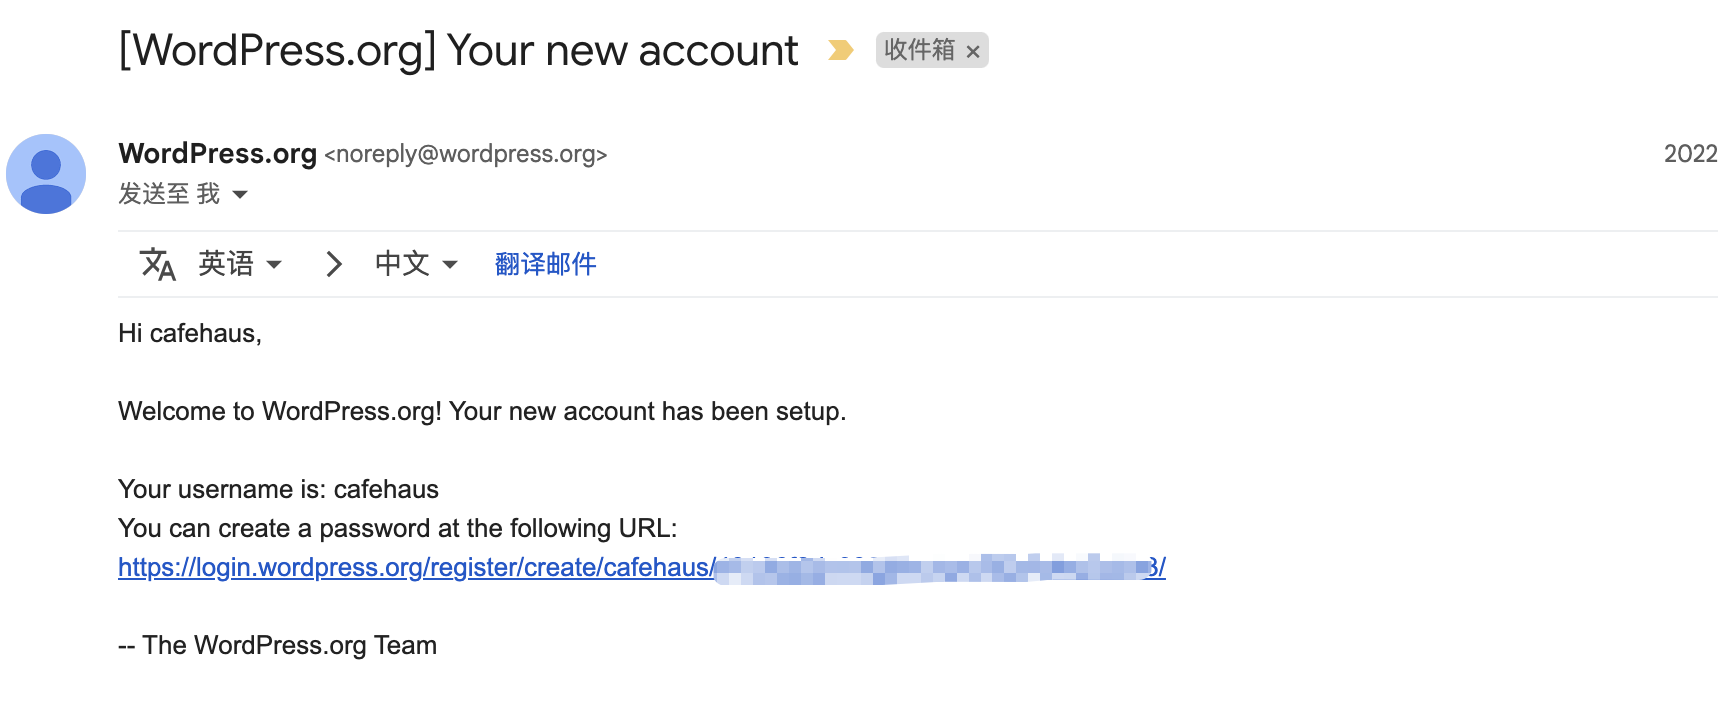 [WordPress.org] Your new account 收件箱 ×
WordPress.org <noreply@wordpress.org> 2022
发送至 我
文A 英语 > 中文 翻译邮件
Hi cafehaus,
Welcome to WordPress.org! Your new account has been setup.
Your username is: cafehaus
You can create a password at the following URL:
https://login.wordpress.org/register/create/cafehaus/
-- The WordPress.org Team